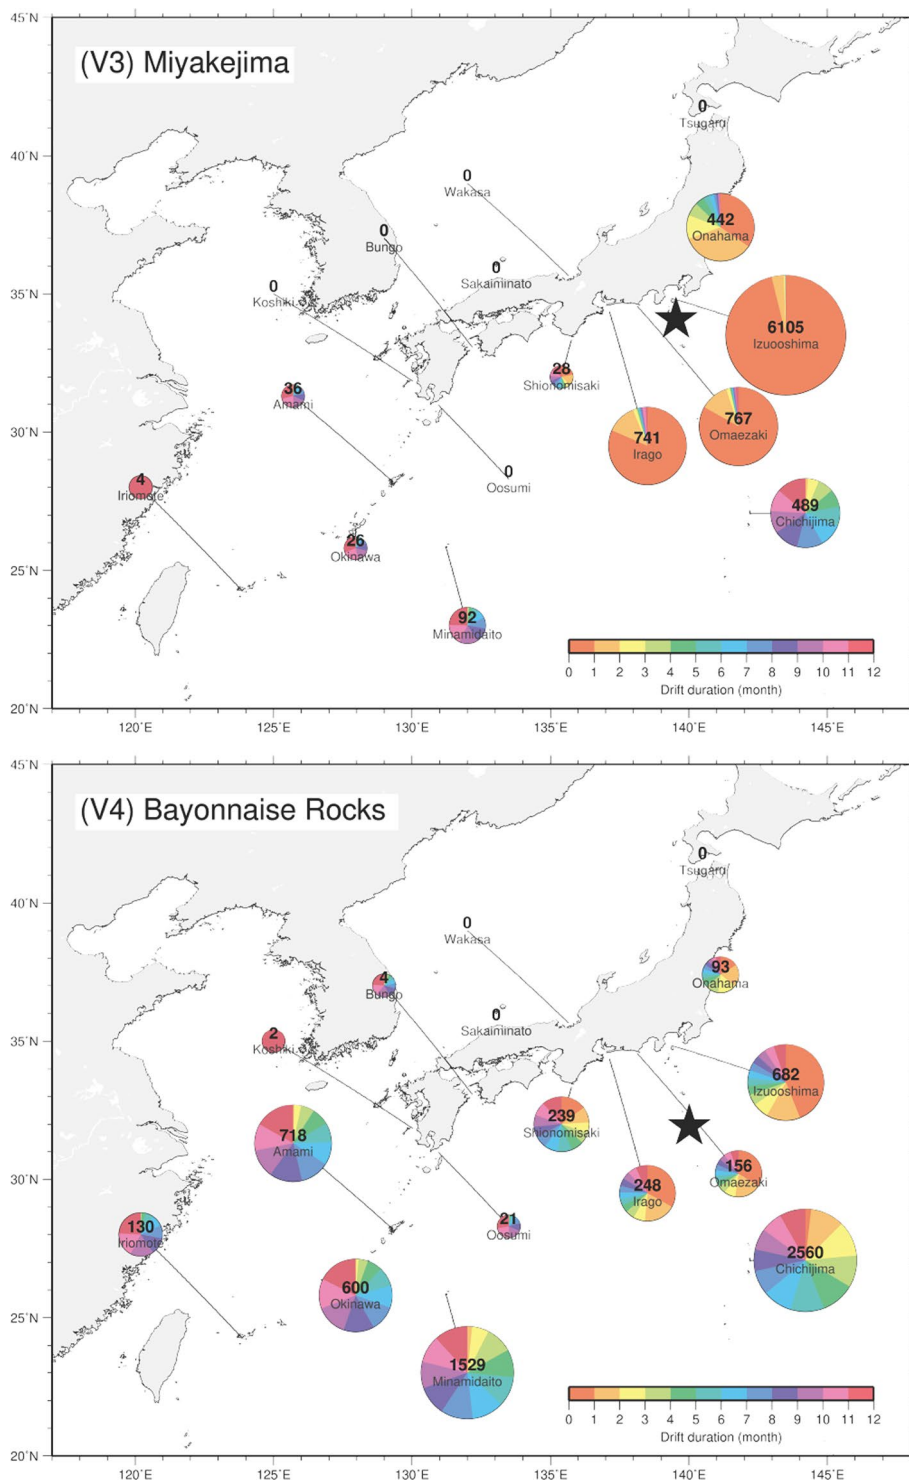 45°N
(V3) Miyakejima
0
Tsugaru
40°N
0
Wakasa
442
Onahama
0
Bungo
0
Sakaiminato
35°N
0
Koshiki
6105
Izuooshima
28
Shionomisaki
36
Amami
767
Omaezaki
741
Irago
30°N
4
Iriomote
0
Oosumi
489
Chichijima
26
Okinawa
25°N
92
Minamidaito
0 1 2 3 4 5 6 7 8 9 10 11 12
Drift duration (month)
20°N
120°E 125°E 130°E 135°E 140°E 145°E
45°N
(V4) Bayonnaise Rocks
0
Tsugaru
40°N
0
Wakasa
93
Onahama
4
Bungo
0
Sakaiminato
35°N
2
Koshiki
682
Izuooshima
239
Shionomisaki
718
Amami
156
Omaezaki
248
Irago
30°N
130
Iriomote
21
Oosumi
2560
Chichijima
600
Okinawa
25°N
1529
Minamidaito
0 1 2 3 4 5 6 7 8 9 10 11 12
Drift duration (month)
20°N
120°E 125°E 130°E 135°E 140°E 145°E